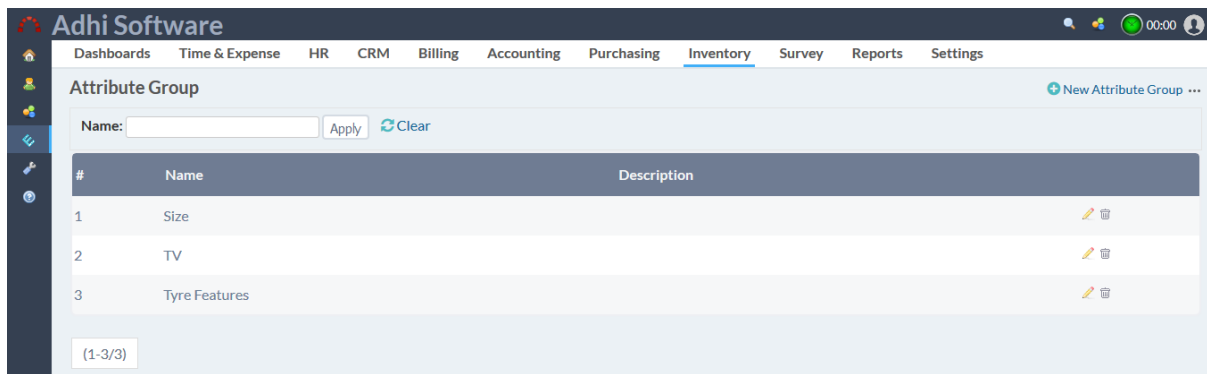 Adhi Software
00:00
Dashboards Time & Expense HR CRM Billing Accounting Purchasing Inventory Survey Reports Settings
Attribute Group
New Attribute Group ...
Name: Apply Clear
# Name Description
1 Size
2 TV
3 Tyre Features
(1-3/3)